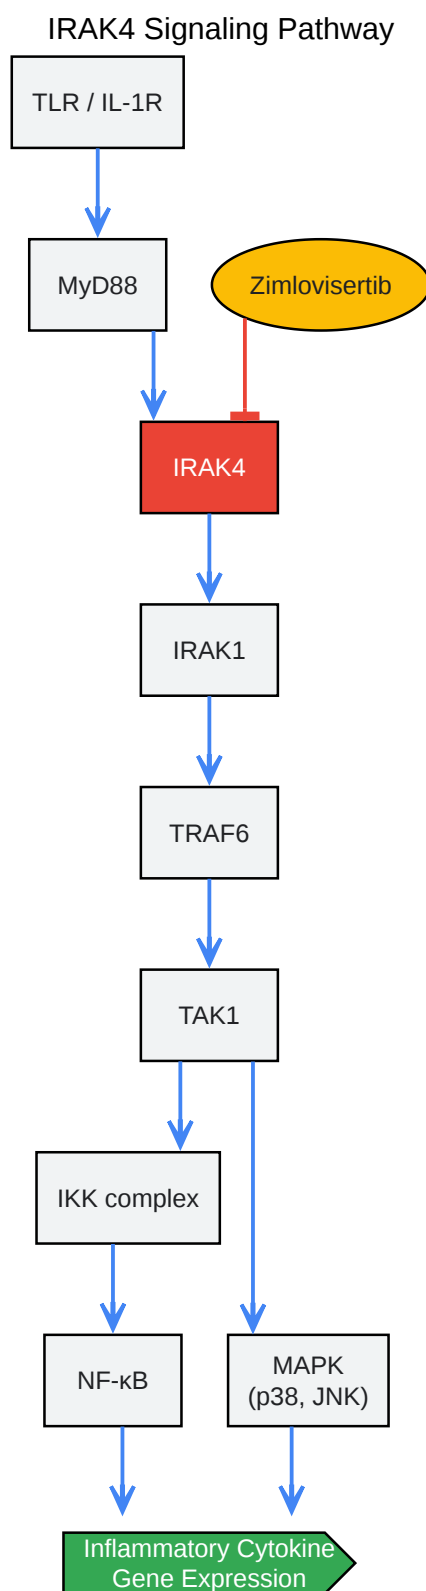 IRAK4 Signaling Pathway
TLR / IL-1R
MyD88
Zimlovisertib
IRAK4
IRAK1
TRAF6
TAK1
IKK complex
NF-κB
MAPK
(p38, JNK)
Inflammatory Cytokine
Gene Expression